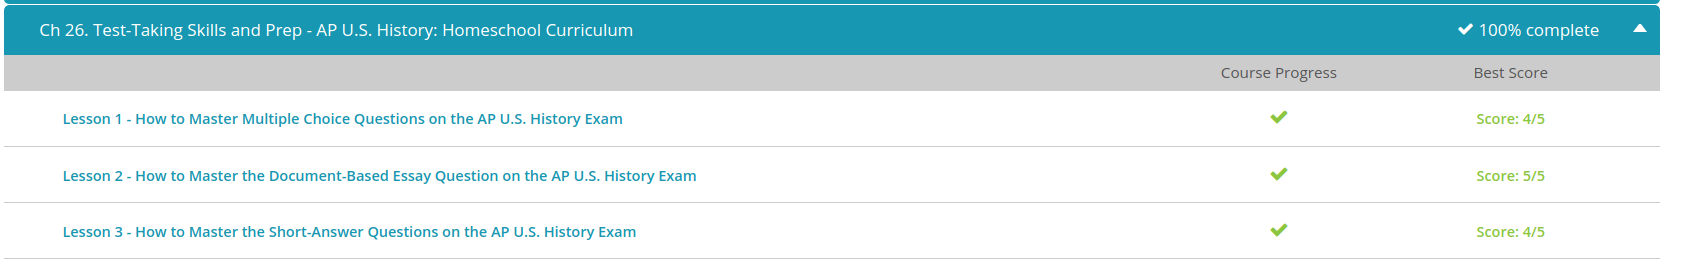 Ch 26. Test-Taking Skills and Prep - AP U.S. History: Homeschool Curriculum 100% complete
Course Progress Best Score
Lesson 1 - How to Master Multiple Choice Questions on the AP U.S. History Exam Score: 4/5
Lesson 2 - How to Master the Document-Based Essay Question on the AP U.S. History Exam Score: 5/5
Lesson 3 - How to Master the Short-Answer Questions on the AP U.S. History Exam Score: 4/5